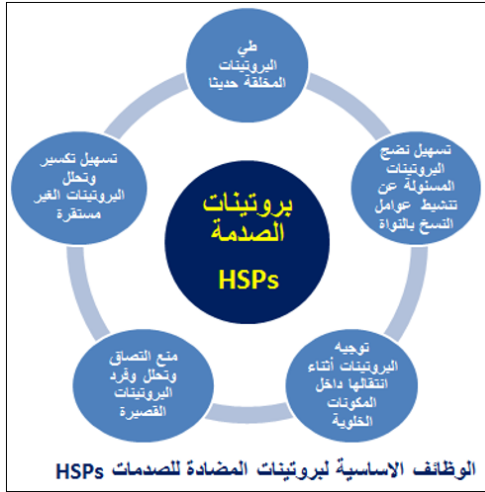 طي
البروتينات
المخلقة حديثا
تسهيل نضج
البروتينات
المسئولة عن
تنشيط عوامل
النسخ بالنواة
توجيه
البروتينات أثناء
انتقالها داخل
المكونات
الخلوية
منع التصاق
وتحلل وفرد
البروتينات
القصيرة
تسهيل تكسير
وتحلل
البروتينات الغير
مستقرة
بروتينات
الصدمة
HSPs
الوظائف الاساسية لبروتينات المضادة للصدمات HSPs